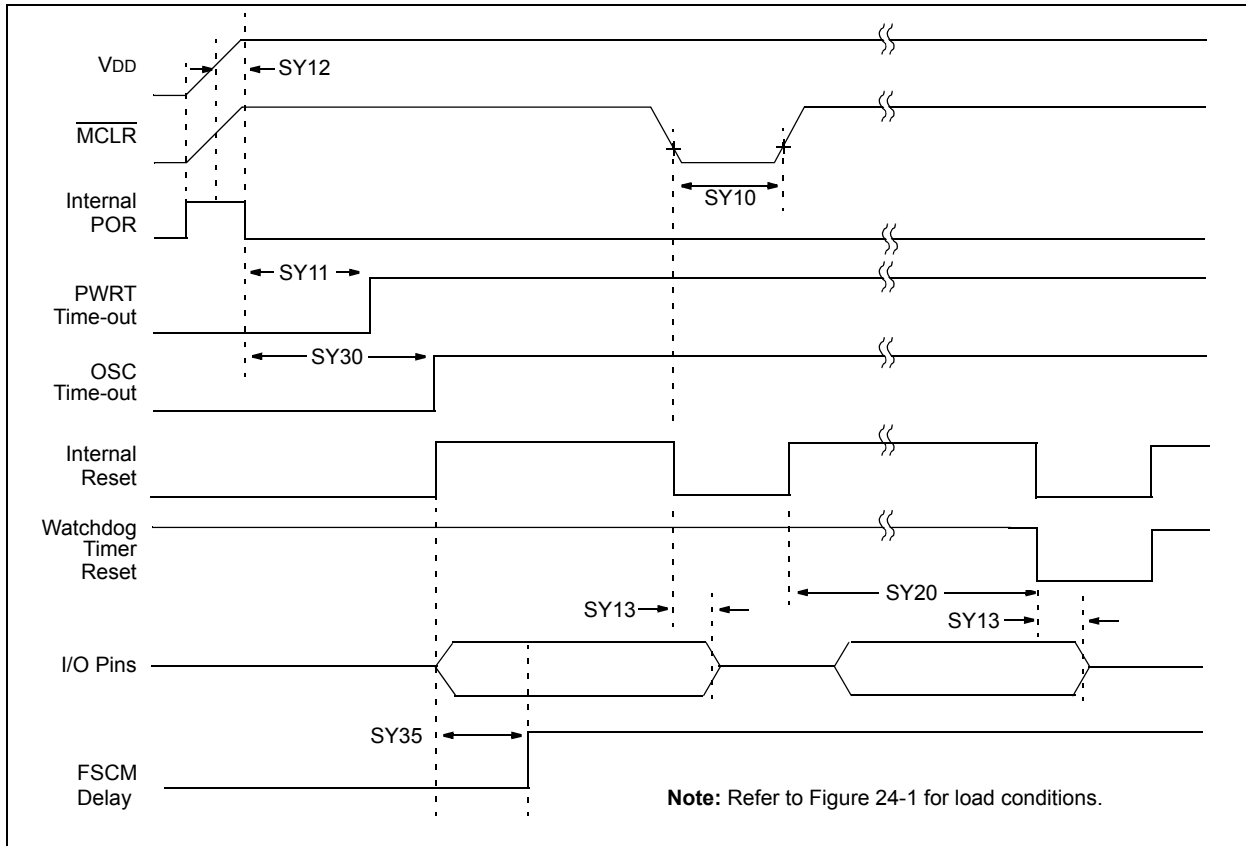 VDD
SY12
MCLR
SY10
Internal
POR
SY11
PWRT
Time-out
SY30
OSC
Time-out
Internal
Reset
Watchdog
Timer
Reset
SY20
SY13
SY13
I/O Pins
SY35
FSCM
Delay
Note: Refer to Figure 24-1 for load conditions.